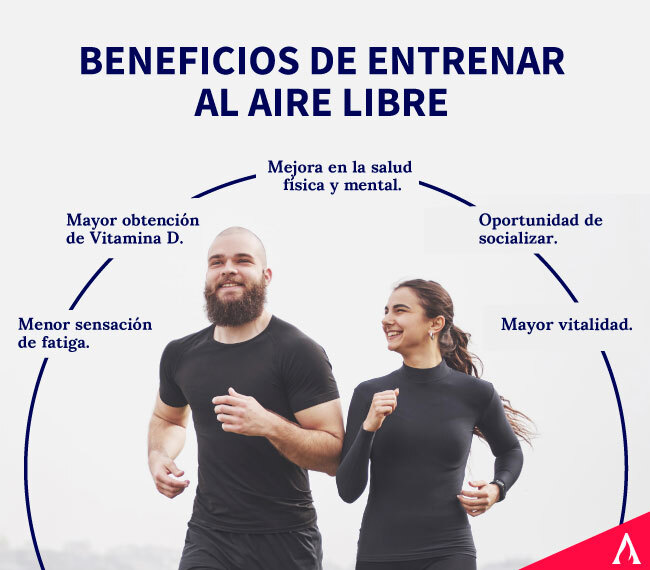 BENEFICIOS DE ENTRENAR
AL AIRE LIBRE
Mejora en la salud
física y mental.
Mayor obtención
de Vitamina D.
Oportunidad de
socializar.
Menor sensación
de fatiga.
Mayor vitalidad.